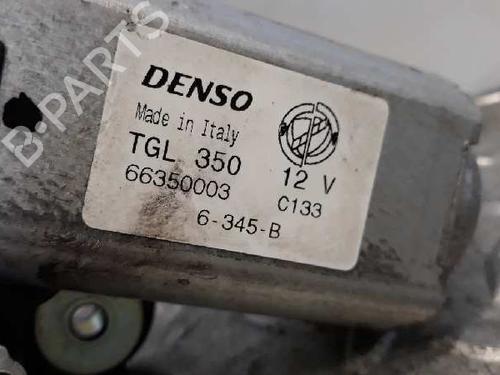 B-PARTS
DENSO
Made in Italy
TGL 350
66350003
12 V
C133
6-345-B